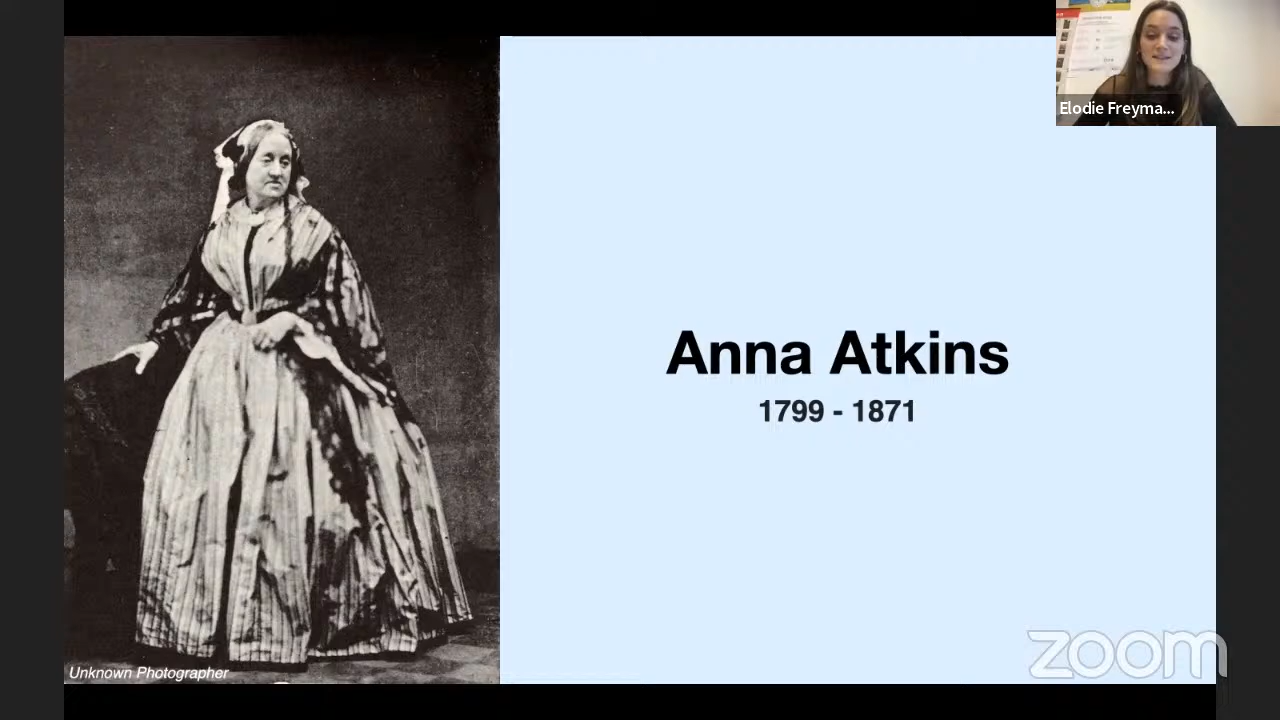 Elodie Freyma...
Anna Atkins
1799 - 1871
Unknown Photographer
zoom